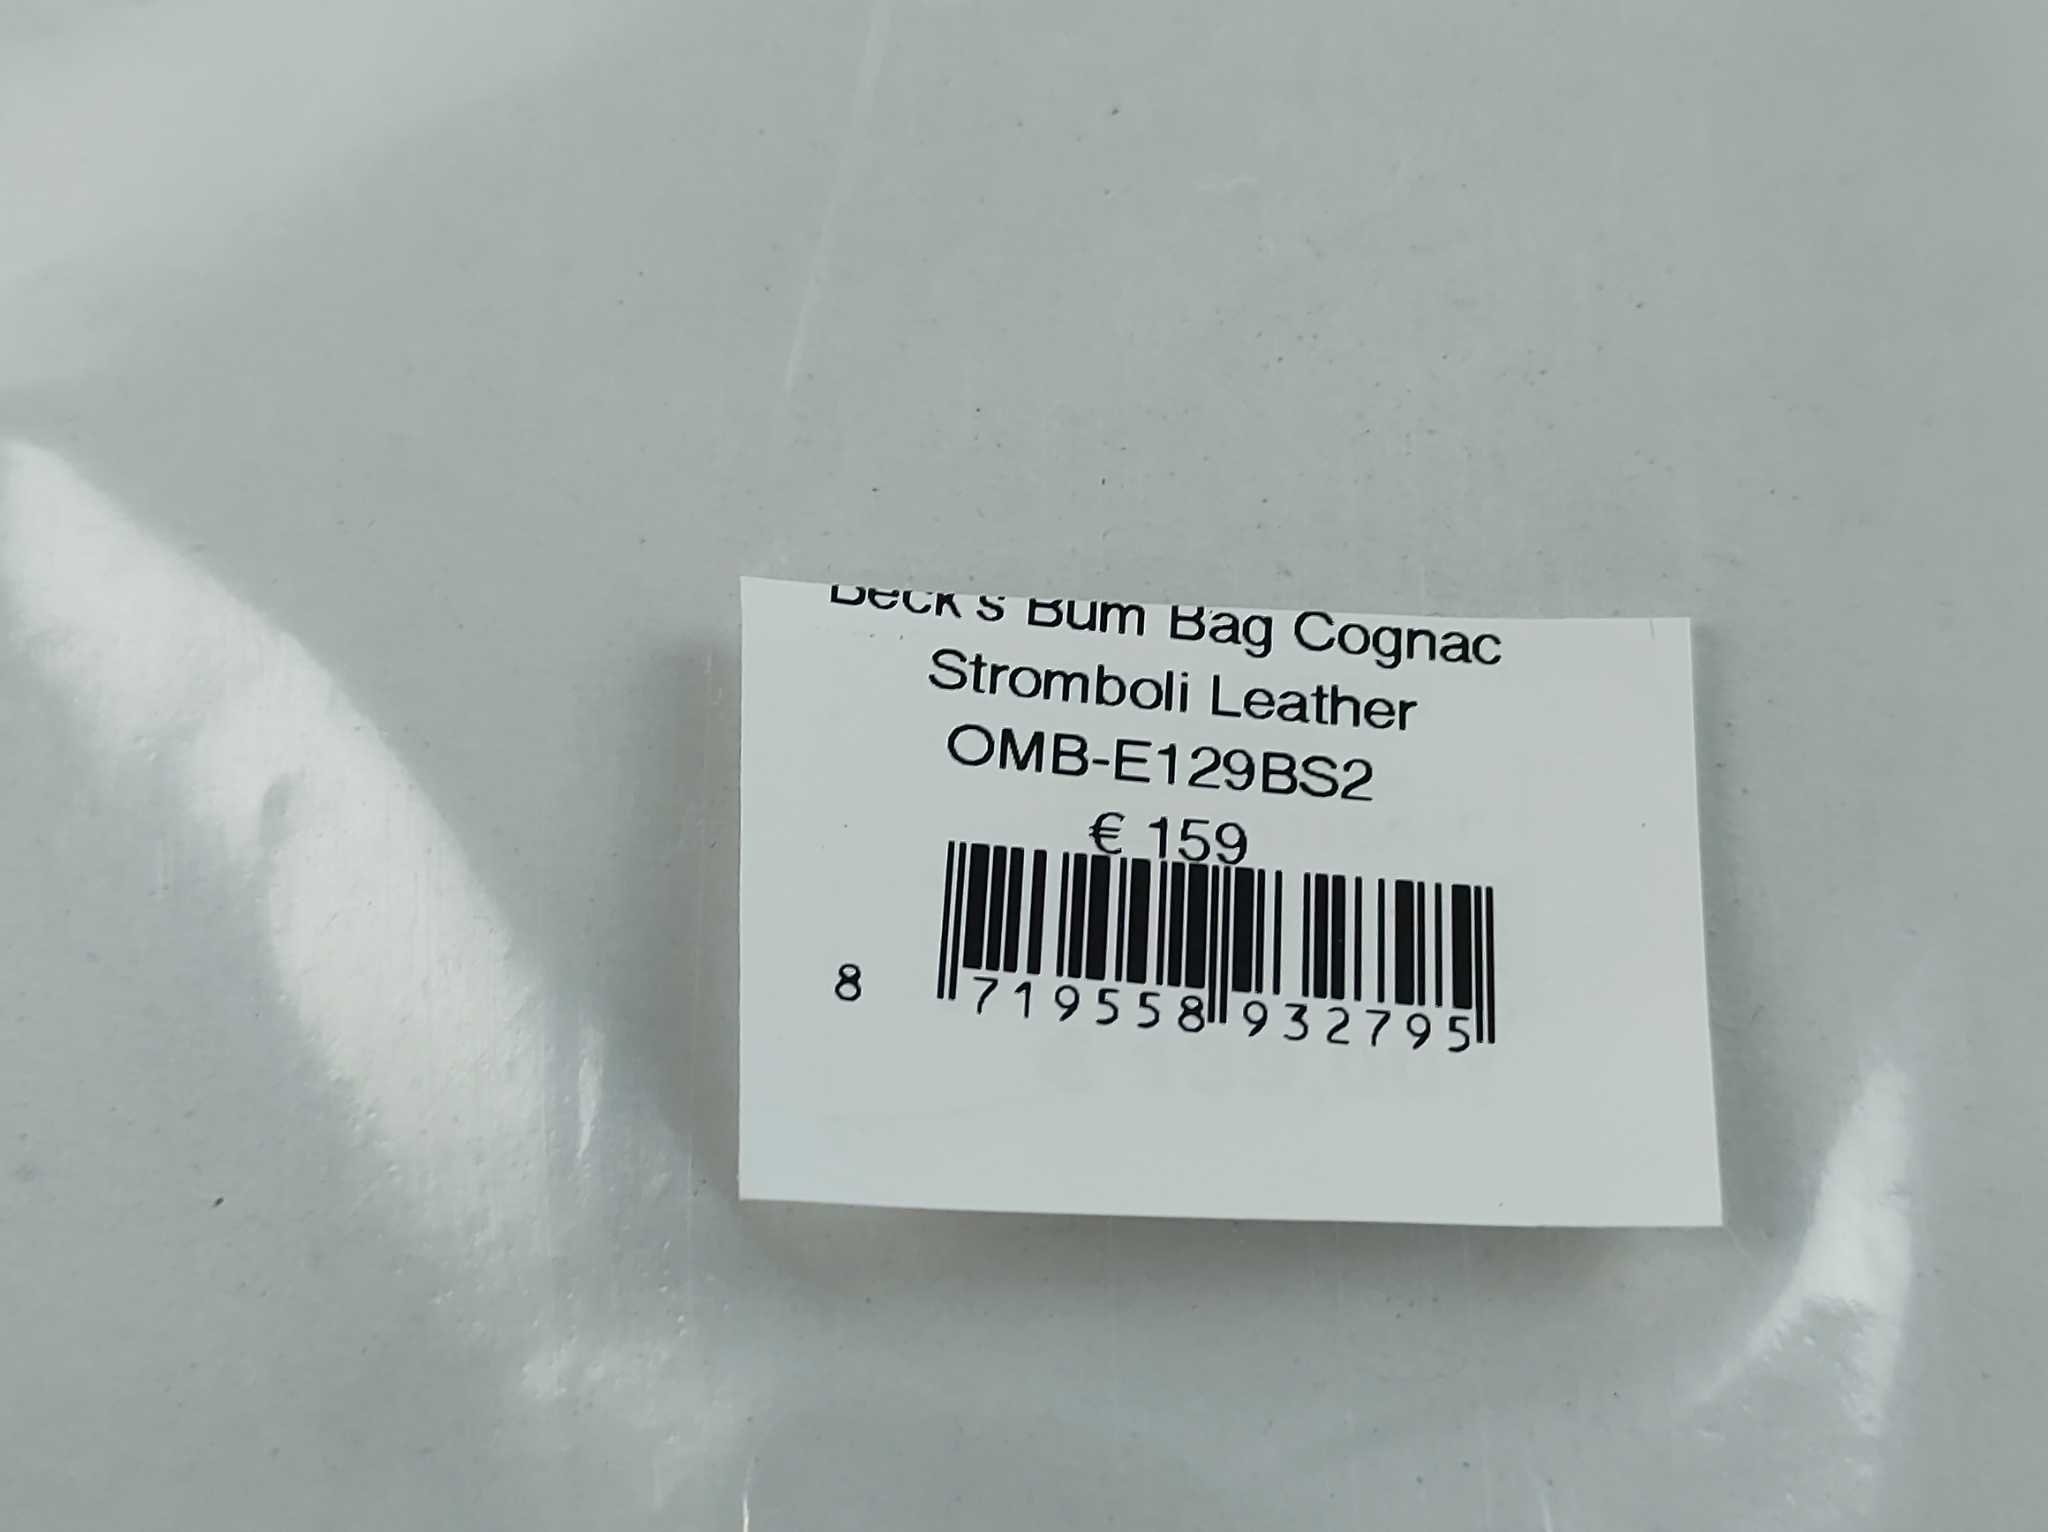 Beck's Bum Bag Cognac
Stromboli Leather
OMB-E129BS2
€ 159
8 719558 932795